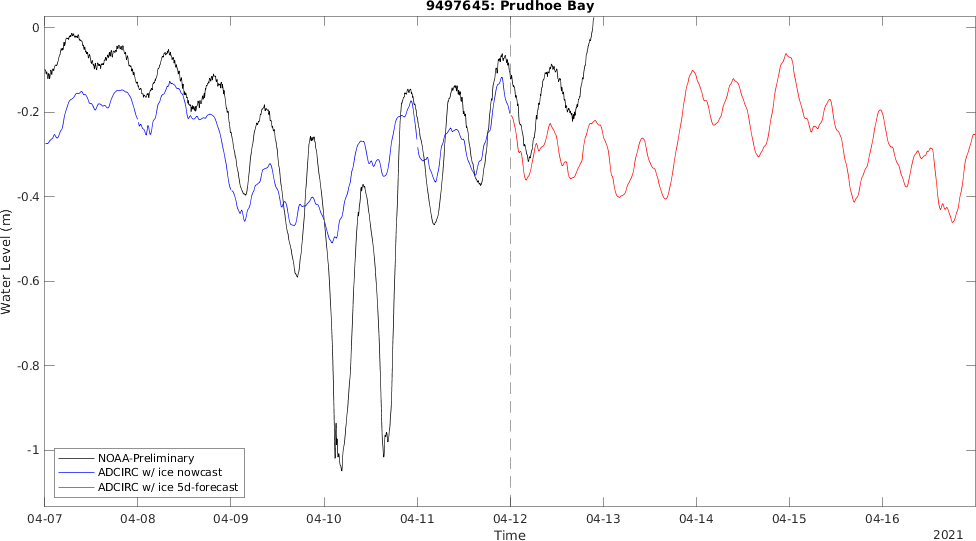 9497645: Prudhoe Bay
0
-0.2
-0.4
-0.6
-0.8
-1
Water Level (m)
NOAA-Preliminary
ADCIRC w/ ice nowcast
ADCIRC w/ ice 5d-forecast
04-07 04-08 04-09 04-10 04-11 04-12 04-13 04-14 04-15 04-16
Time
2021